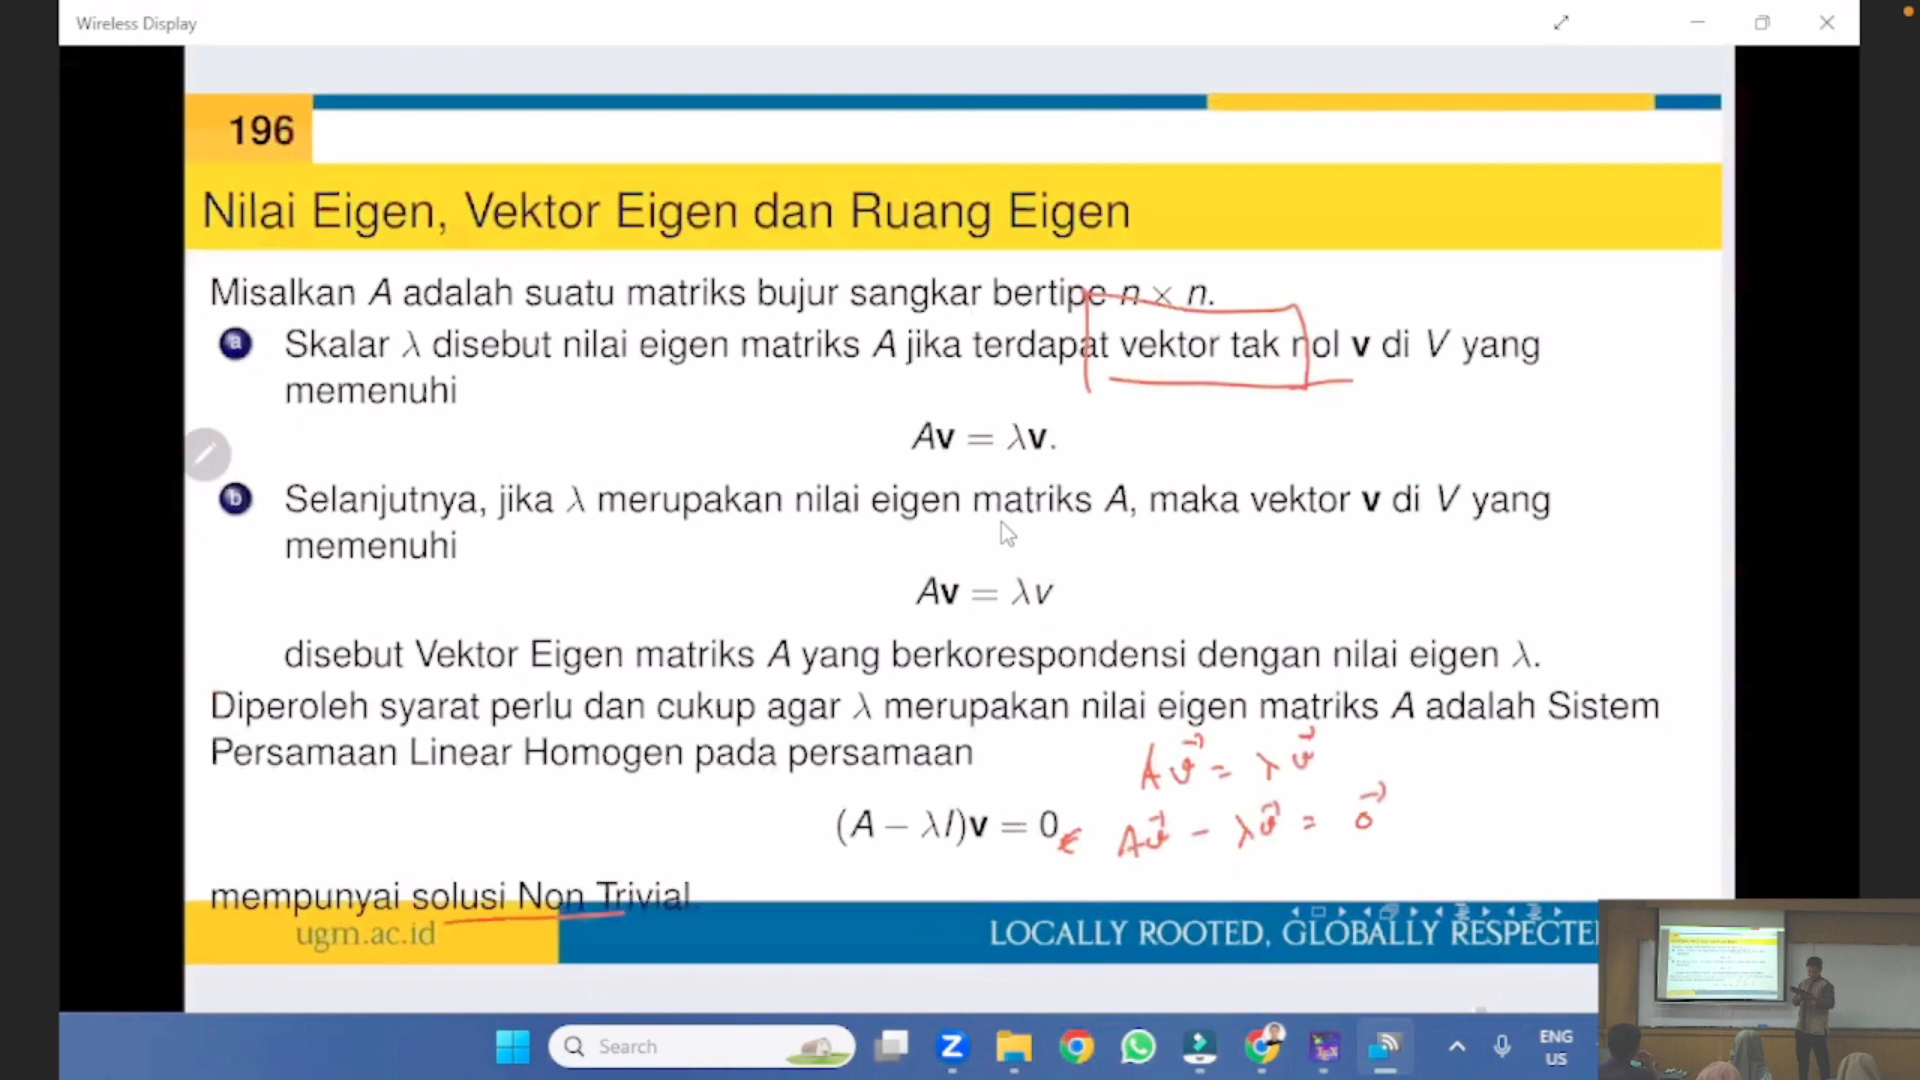 Wireless Display
196
Nilai Eigen, Vektor Eigen dan Ruang Eigen
Misalkan A adalah suatu matriks bujur sangkar bertipe n × n.
a Skalar λ disebut nilai eigen matriks A jika terdapat vektor tak nol v di V yang
memenuhi
Av = λv.
b Selanjutnya, jika λ merupakan nilai eigen matriks A, maka vektor v di V yang
memenuhi
Av = λv
disebut Vektor Eigen matriks A yang berkorespondensi dengan nilai eigen λ.
Diperoleh syarat perlu dan cukup agar λ merupakan nilai eigen matriks A adalah Sistem
Persamaan Linear Homogen pada persamaan
Av⃗ = λv⃗
(A − λI)v = 0
Av⃗ − λv⃗ = 0⃗
mempunyai solusi Non Trivial.
ugm.ac.id
LOCALLY ROOTED, GLOBALLY RESPECTE
Search
ENG
US